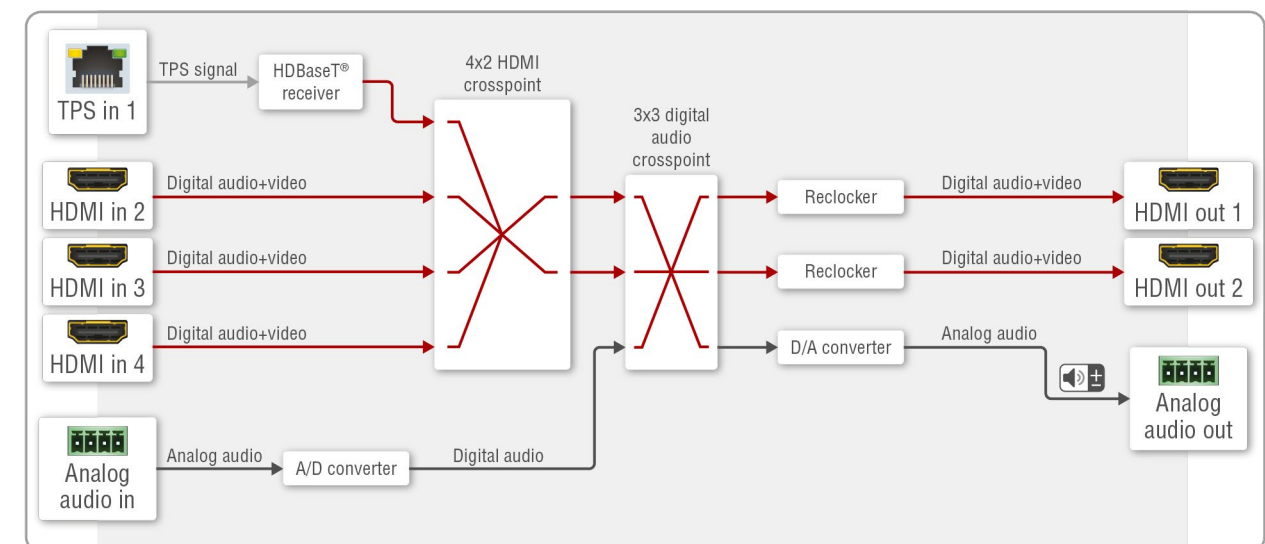 TPS in 1
TPS signal
HDBaseT®
receiver
4x2 HDMI
crosspoint
3x3 digital
audio
crosspoint
HDMI in 2
Digital audio+video
HDMI in 3
Digital audio+video
HDMI in 4
Digital audio+video
Reclocker
Digital audio+video
HDMI out 1
Reclocker
Digital audio+video
HDMI out 2
D/A converter
Analog audio
Analog
audio out
Analog
audio in
Analog audio
A/D converter
Digital audio